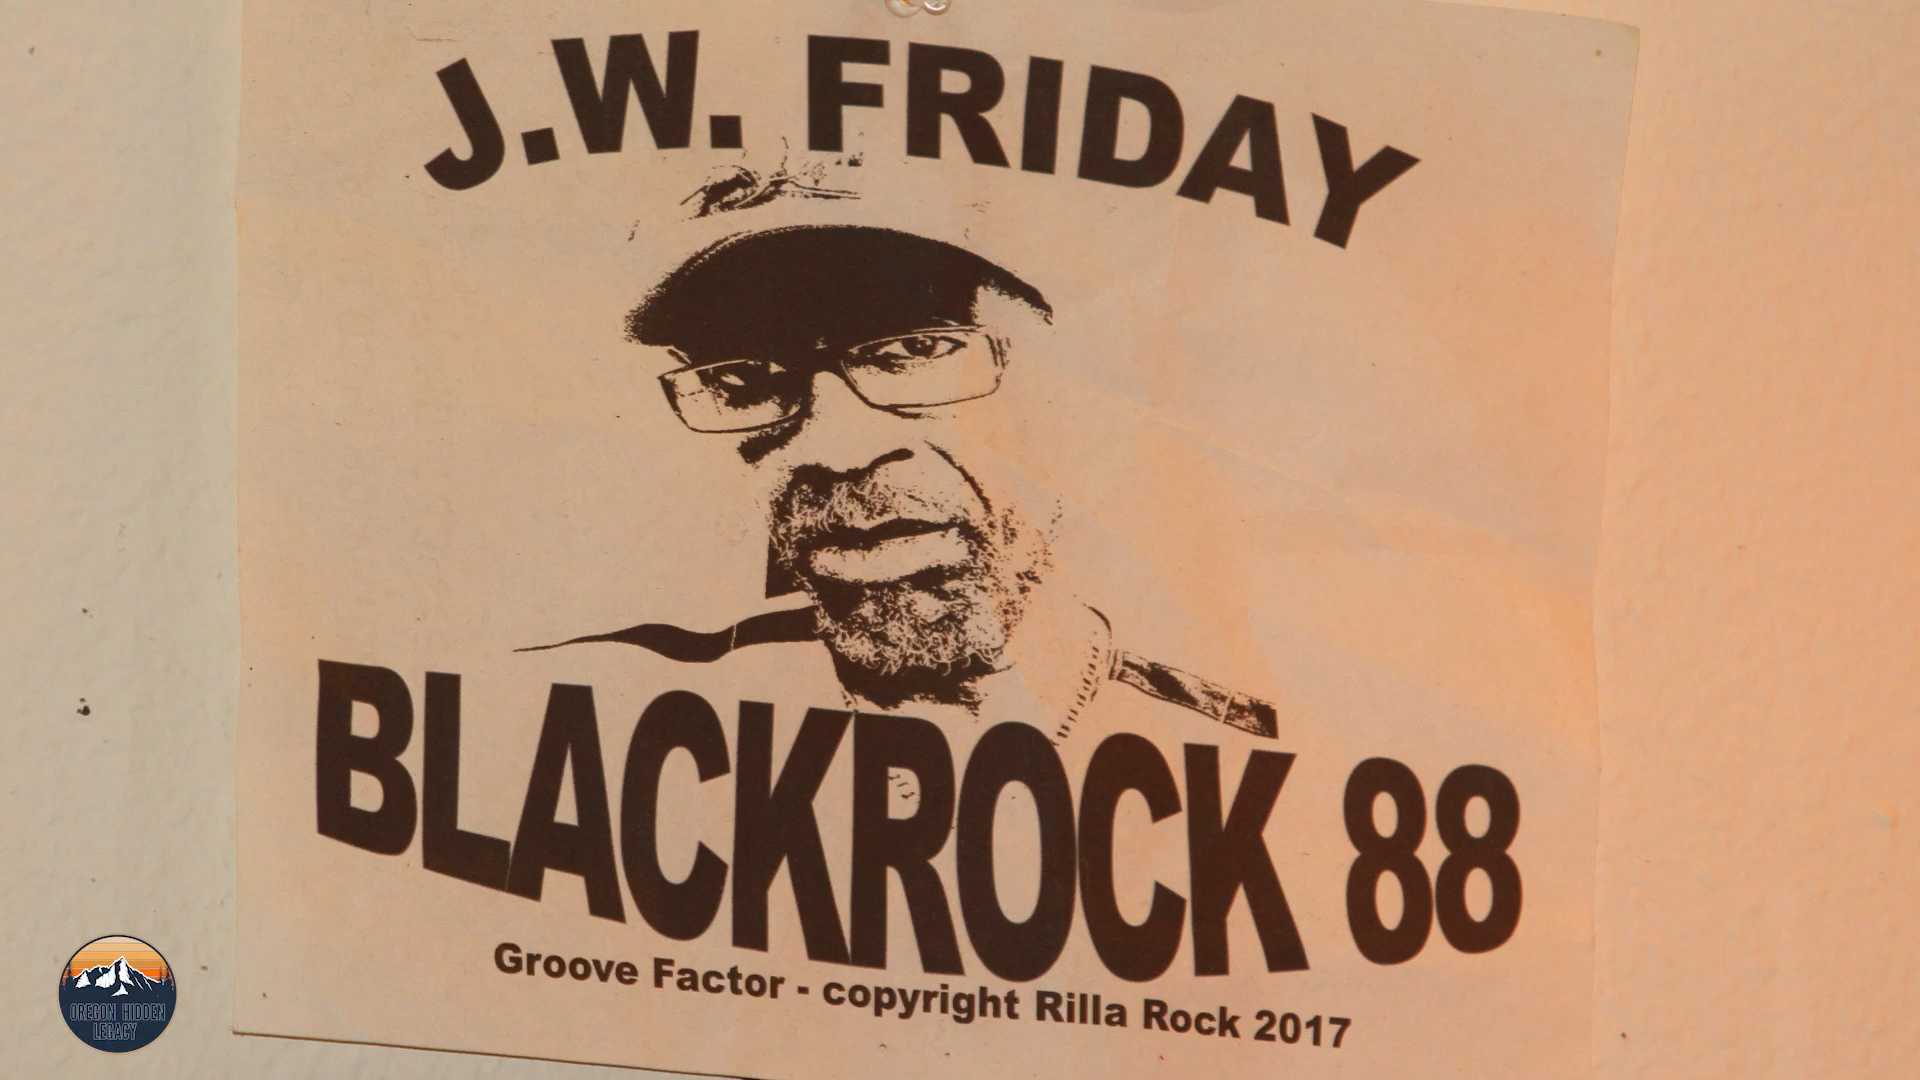 J.W. FRIDAY
BLACKROCK 88
Groove Factor - copyright Rilla Rock 2017
OREGON HIDDEN
LEGACY